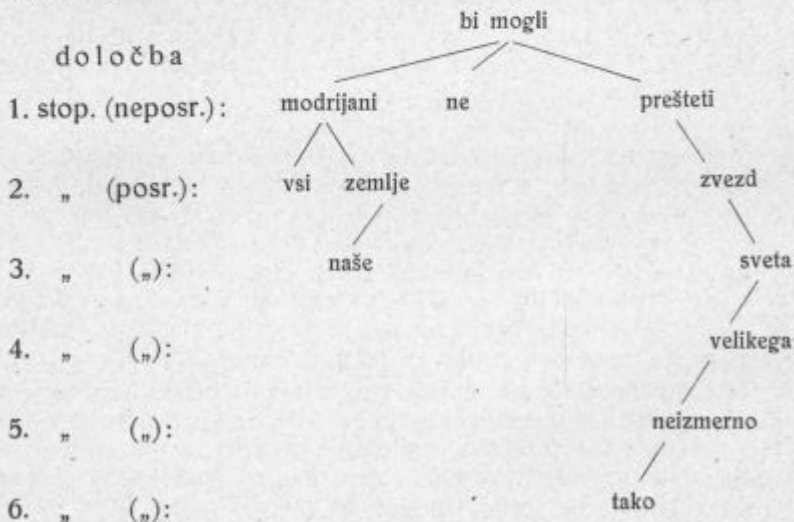 bi mogli
določba
1. stop. (neposr.): modrijani ne prešteti
2. „ (posr.): vsi zemlje zvezd
3. „ („): naše sveta
4. „ („): velikega
5. „ („): neizmerno
6. „ („): tako